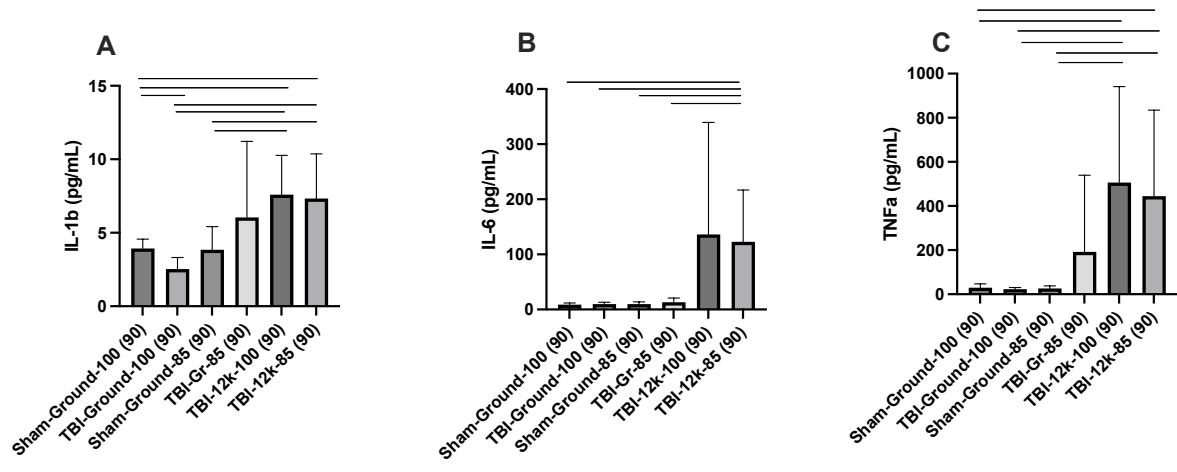 A
IL-1b (pg/mL)
15
10
5
0
Sham-Ground-100 (90)
TBI-Ground-100 (90)
Sham-Ground-85 (90)
TBI-Gr-85 (90)
TBI-12k-100 (90)
TBI-12k-85 (90)
B
IL-6 (pg/mL)
400
300
200
100
0
Sham-Ground-100 (90)
TBI-Ground-100 (90)
Sham-Ground-85 (90)
TBI-Gr-85 (90)
TBI-12k-100 (90)
TBI-12k-85 (90)
C
TNFa (pg/mL)
1000
800
600
400
200
0
Sham-Ground-100 (90)
TBI-Ground-100 (90)
Sham-Ground-85 (90)
TBI-Gr-85 (90)
TBI-12k-100 (90)
TBI-12k-85 (90)